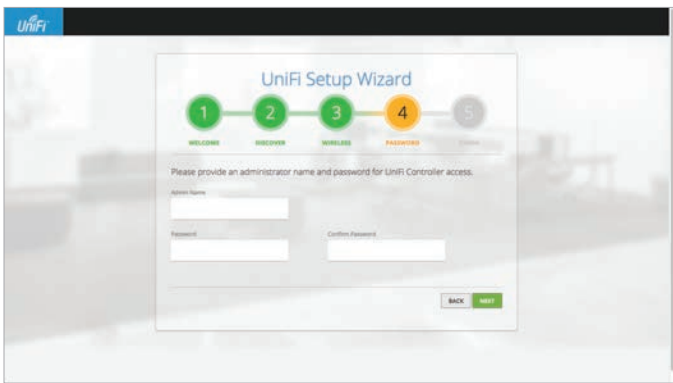 UniFi
UniFi Setup Wizard
1 2 3 4 5
WELCOME DISCOVER WIRELESS PASSWORD
Please provide an administrator name and password for UniFi Controller access.
Admin Name
Password Confirm Password
BACK NEXT